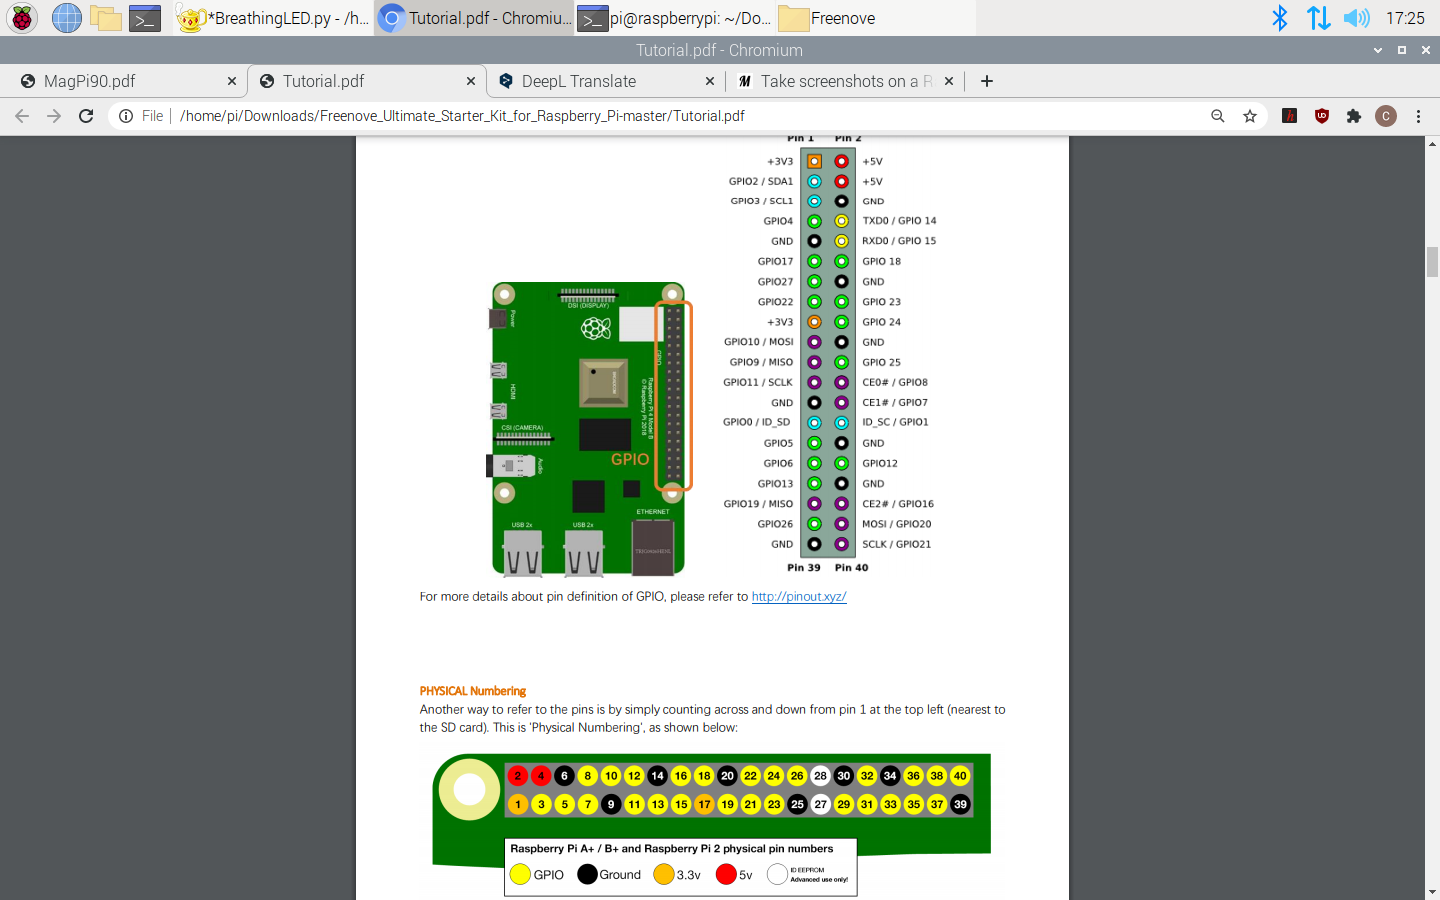 *BreathingLED.py - /h...
Tutorial.pdf - Chromiu...
pi@raspberrypi: ~/Do...
Freenove
17:25
Tutorial.pdf - Chromium
MagPi90.pdf
Tutorial.pdf
DeepL Translate
Take screenshots on a R
File | /home/pi/Downloads/Freenove_Ultimate_Starter_Kit_for_Raspberry_Pi-master/Tutorial.pdf
C
Pin 1 Pin 2
+3V3 +5V
GPIO2 / SDA1 +5V
GPIO3 / SCL1 GND
GPIO4 TXD0 / GPIO 14
GND RXD0 / GPIO 15
GPIO17 GPIO 18
GPIO27 GND
GPIO22 GPIO 23
+3V3 GPIO 24
GPIO10 / MOSI GND
GPIO9 / MISO GPIO 25
GPIO11 / SCLK CE0# / GPIO8
GND CE1# / GPIO7
GPIO0 / ID_SD ID_SC / GPIO1
GPIO5 GND
GPIO6 GPIO12
GPIO13 GND
GPIO19 / MISO CE2# / GPIO16
GPIO26 MOSI / GPIO20
GND SCLK / GPIO21
Pin 39 Pin 40
DSI (DISPLAY)
Power
GPIO
HDMI
Raspberry Pi 4 Model B
© Raspberry Pi 2018
CSI (CAMERA)
Audio
GPIO
ETHERNET
USB 2x
USB 2x
For more details about pin definition of GPIO, please refer to http://pinout.xyz/
PHYSICAL Numbering
Another way to refer to the pins is by simply counting across and down from pin 1 at the top left (nearest to
the SD card). This is 'Physical Numbering', as shown below:
2 4 6 8 10 12 14 16 18 20 22 24 26 28 30 32 34 36 38 40
1 3 5 7 9 11 13 15 17 19 21 23 25 27 29 31 33 35 37 39
Raspberry Pi A+ / B+ and Raspberry Pi 2 physical pin numbers
GPIO Ground 3.3v 5v ID EEPROM
Advanced use only!